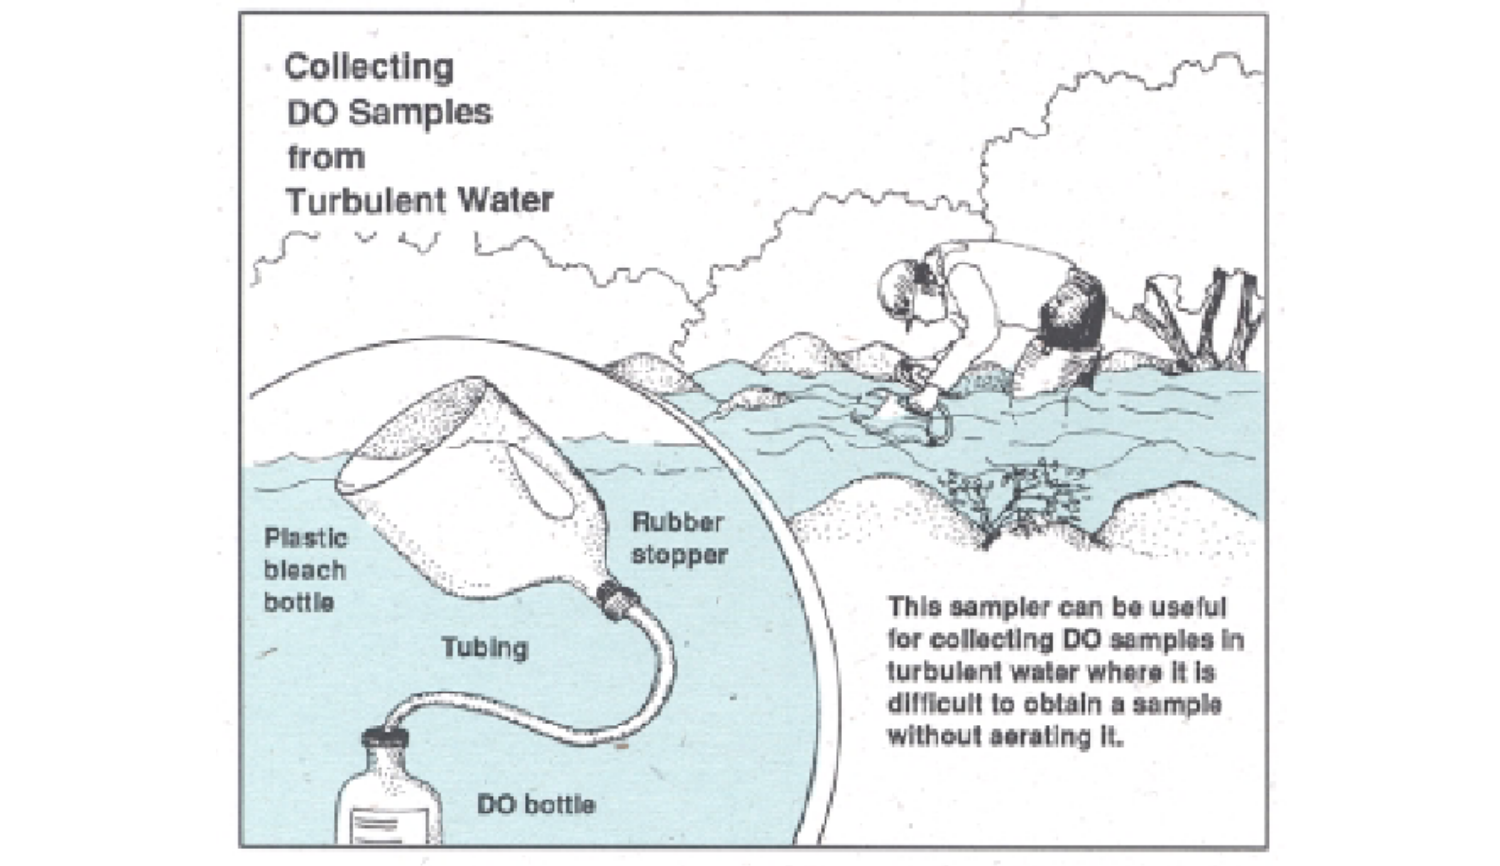 Collecting
DO Samples
from
Turbulent Water
Plastic
bleach
bottle
Rubber
stopper
Tubing
DO bottle
This sampler can be useful
for collecting DO samples in
turbulent water where it is
difficult to obtain a sample
without aerating it.